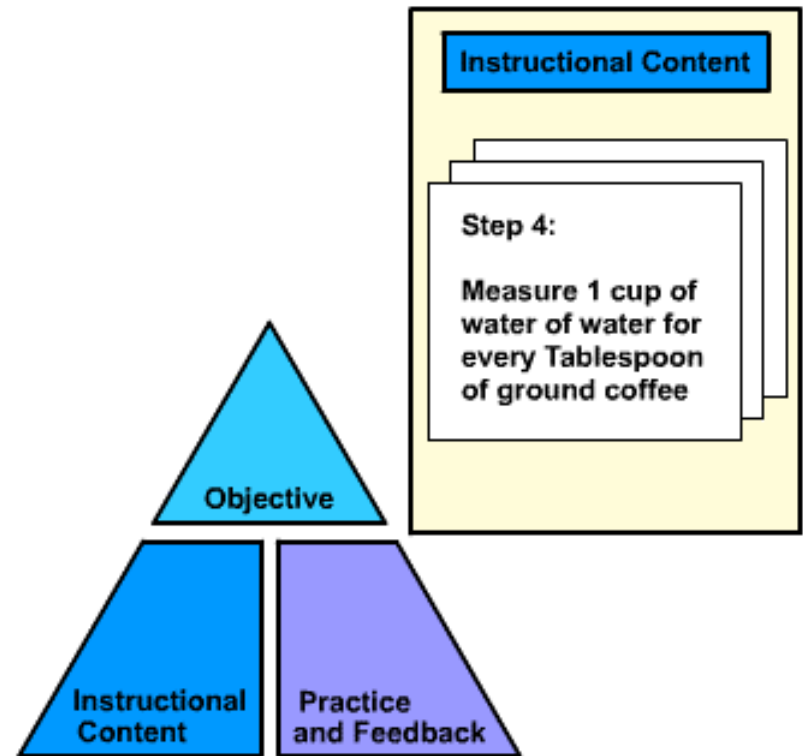 Instructional Content
Step 4:
Measure 1 cup of
water of water for
every Tablespoon
of ground coffee
Objective
Instructional
Content
Practice
and Feedback